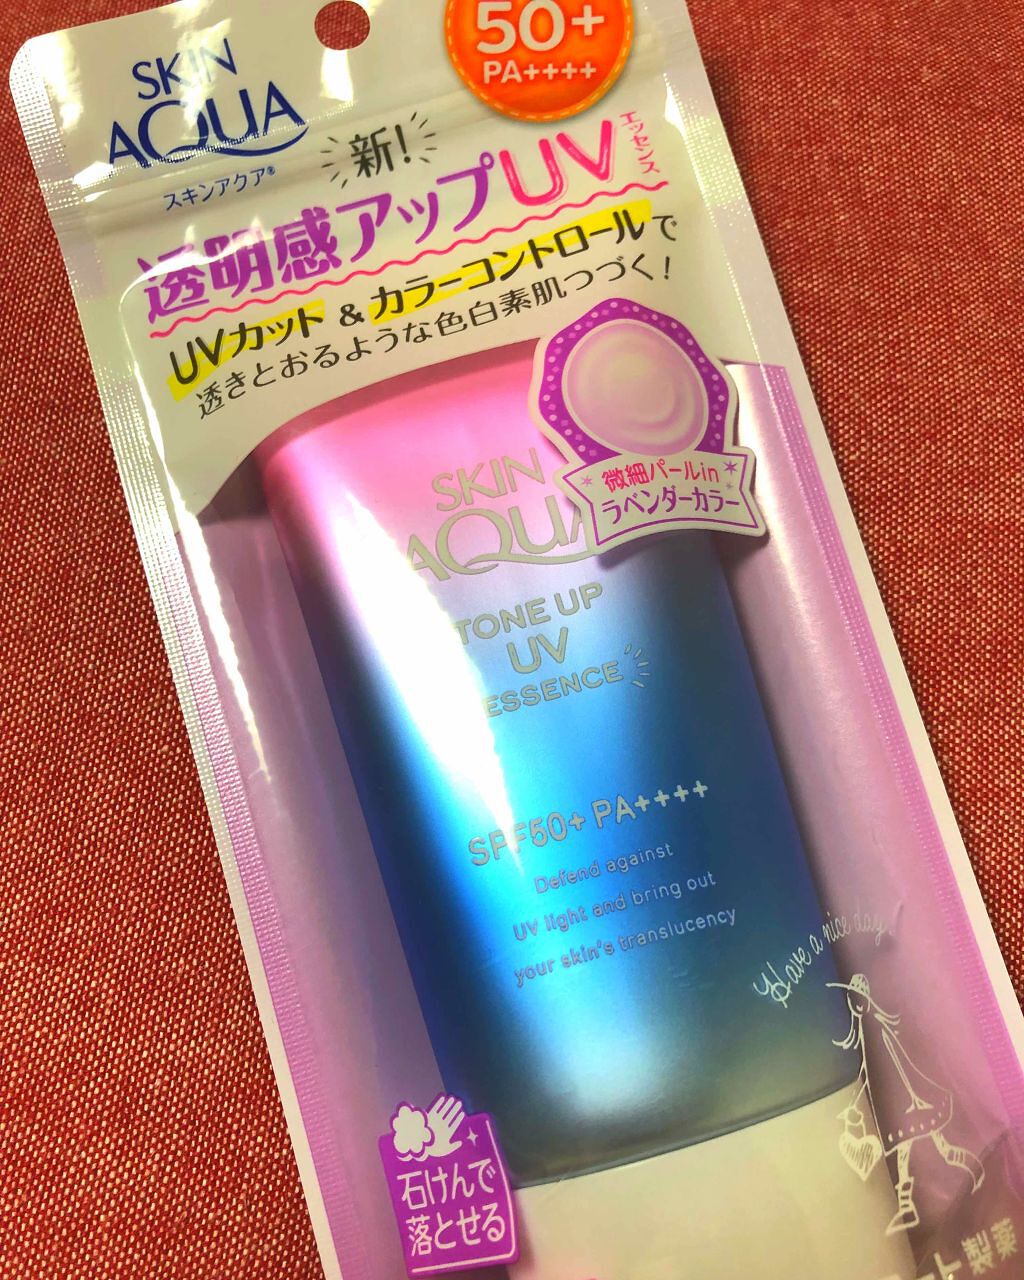 SKIN
AQUA
スキンアクア®
50+
PA++++
新!
透明感アップUV
エッセンス
UVカット & カラーコントロールで
透きとおるような色白素肌つづく!
微細パールin
ラベンダーカラー
SKIN
AQUA
TONE UP
UV
ESSENCE
SPF50+ PA++++
Defend against
UV light and bring out
your skin's translucency
Have a nice day!
石けんで
落とせる
ト製薬